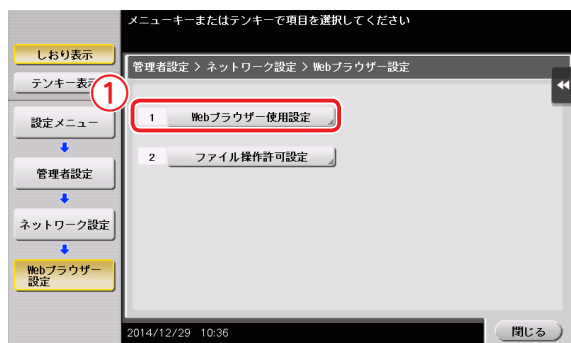 メニューキーまたはテンキーで項目を選択してください
しおり表示
テンキー表示
管理者設定 > ネットワーク設定 > Webブラウザー設定
①
設定メニュー
1 Webブラウザー使用設定
2 ファイル操作許可設定
管理者設定
ネットワーク設定
Webブラウザー
設定
2014/12/29 10:36
閉じる